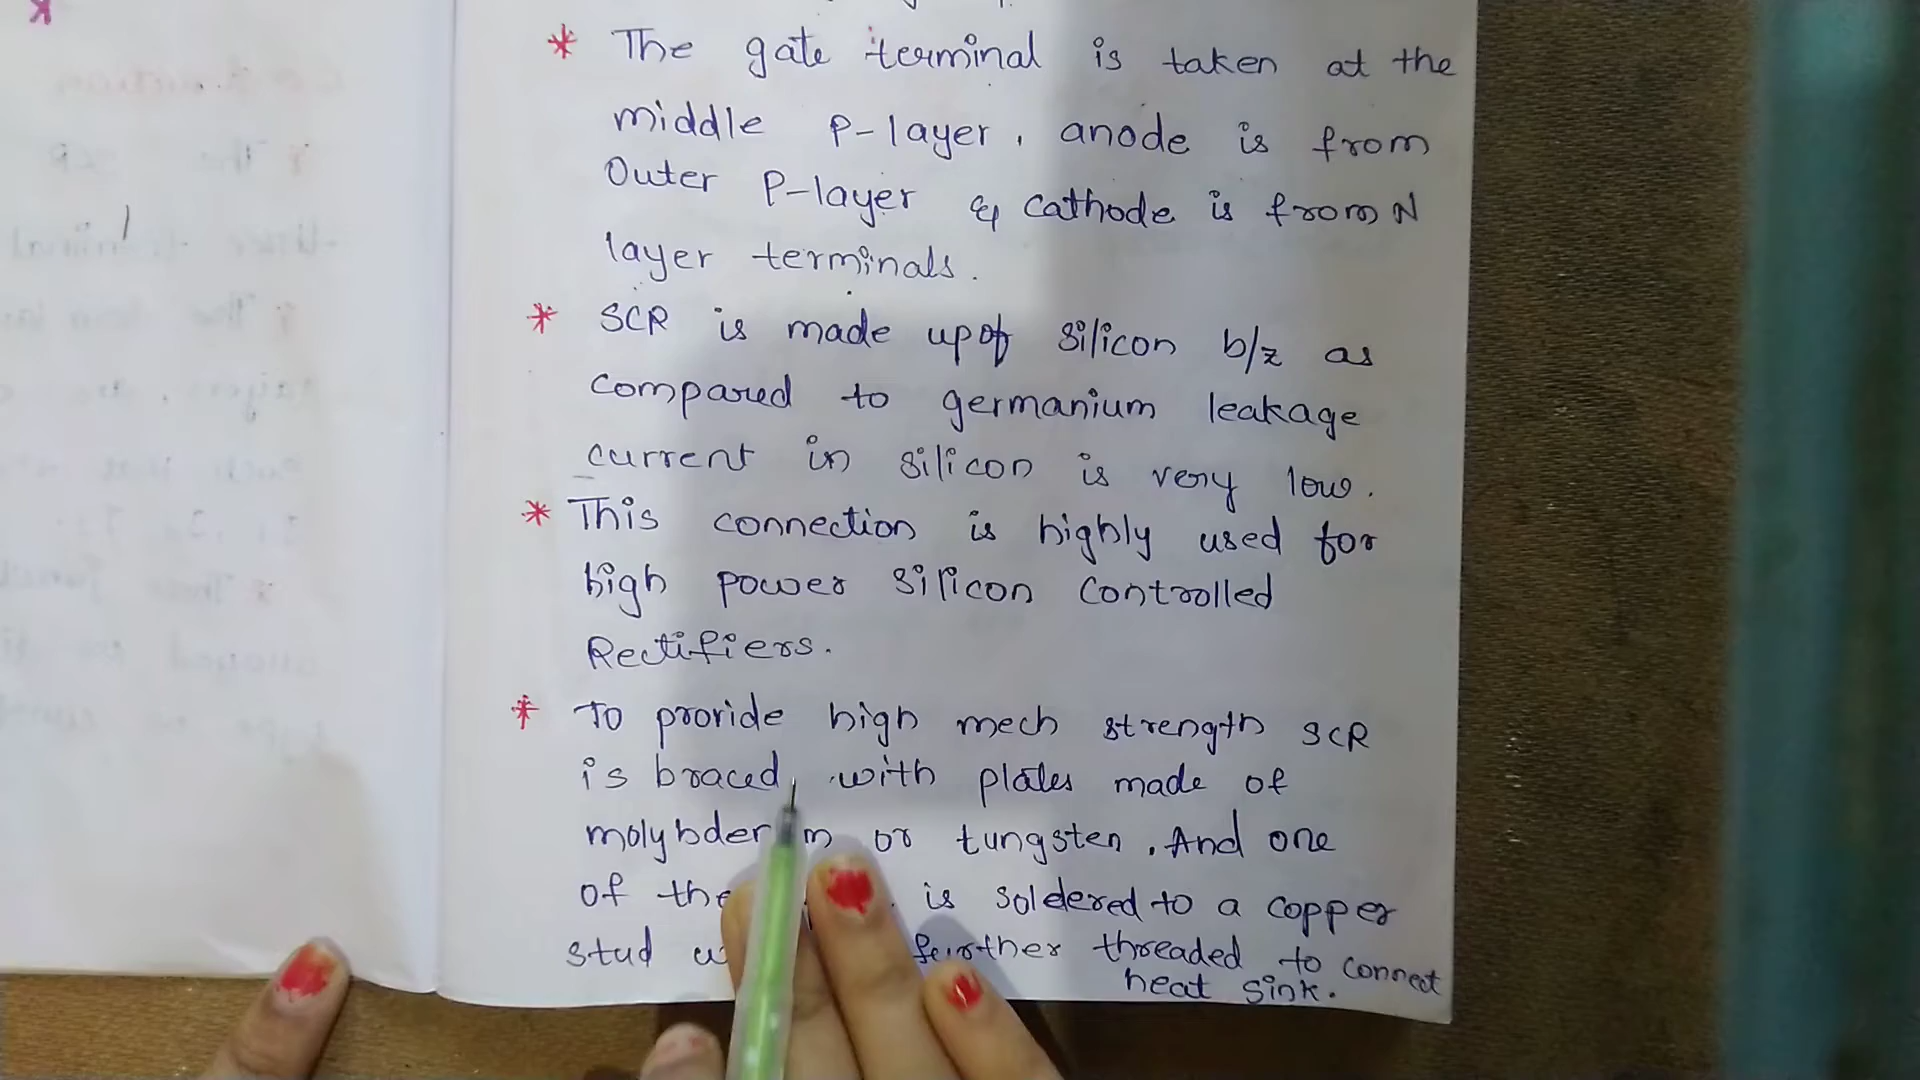 * The gate terminal is taken at the
middle P-layer, anode is from
Outer P-layer & Cathode is from N
layer terminals.
* SCR is made up of Silicon b/z as
compared to germanium leakage
current in silicon is very low.
* This connection is highly used for
high power Silicon Controlled
Rectifiers.
* To provide high mech strength SCR
is braced with plates made of
or tungsten. And one
of the is soldered to a copper
stud further threaded to connect
heat sink.